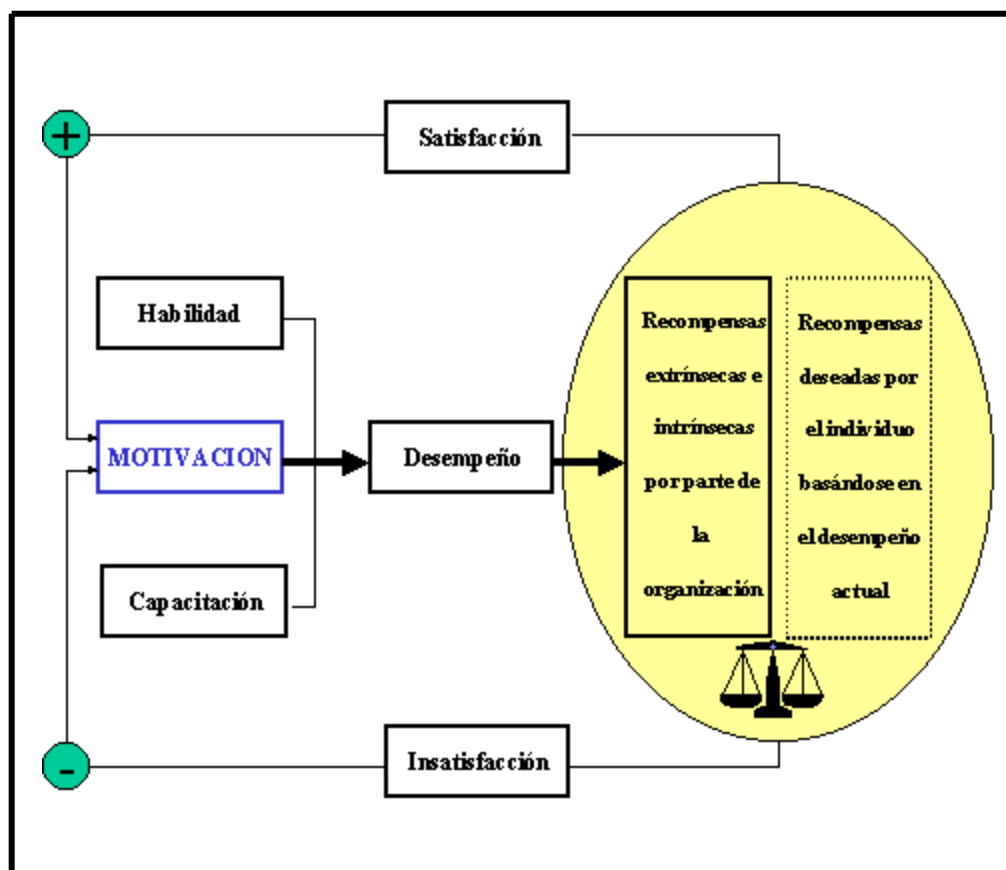 +
Satisfacción
Habilidad
MOTIVACION
Capacitación
Desempeño
Recompensas
extrínsecas e
intrínsecas
por parte de
la
organización
Recompensas
deseadas por
el individuo
basándose en
el desempeño
actual
-
Insatisfacción